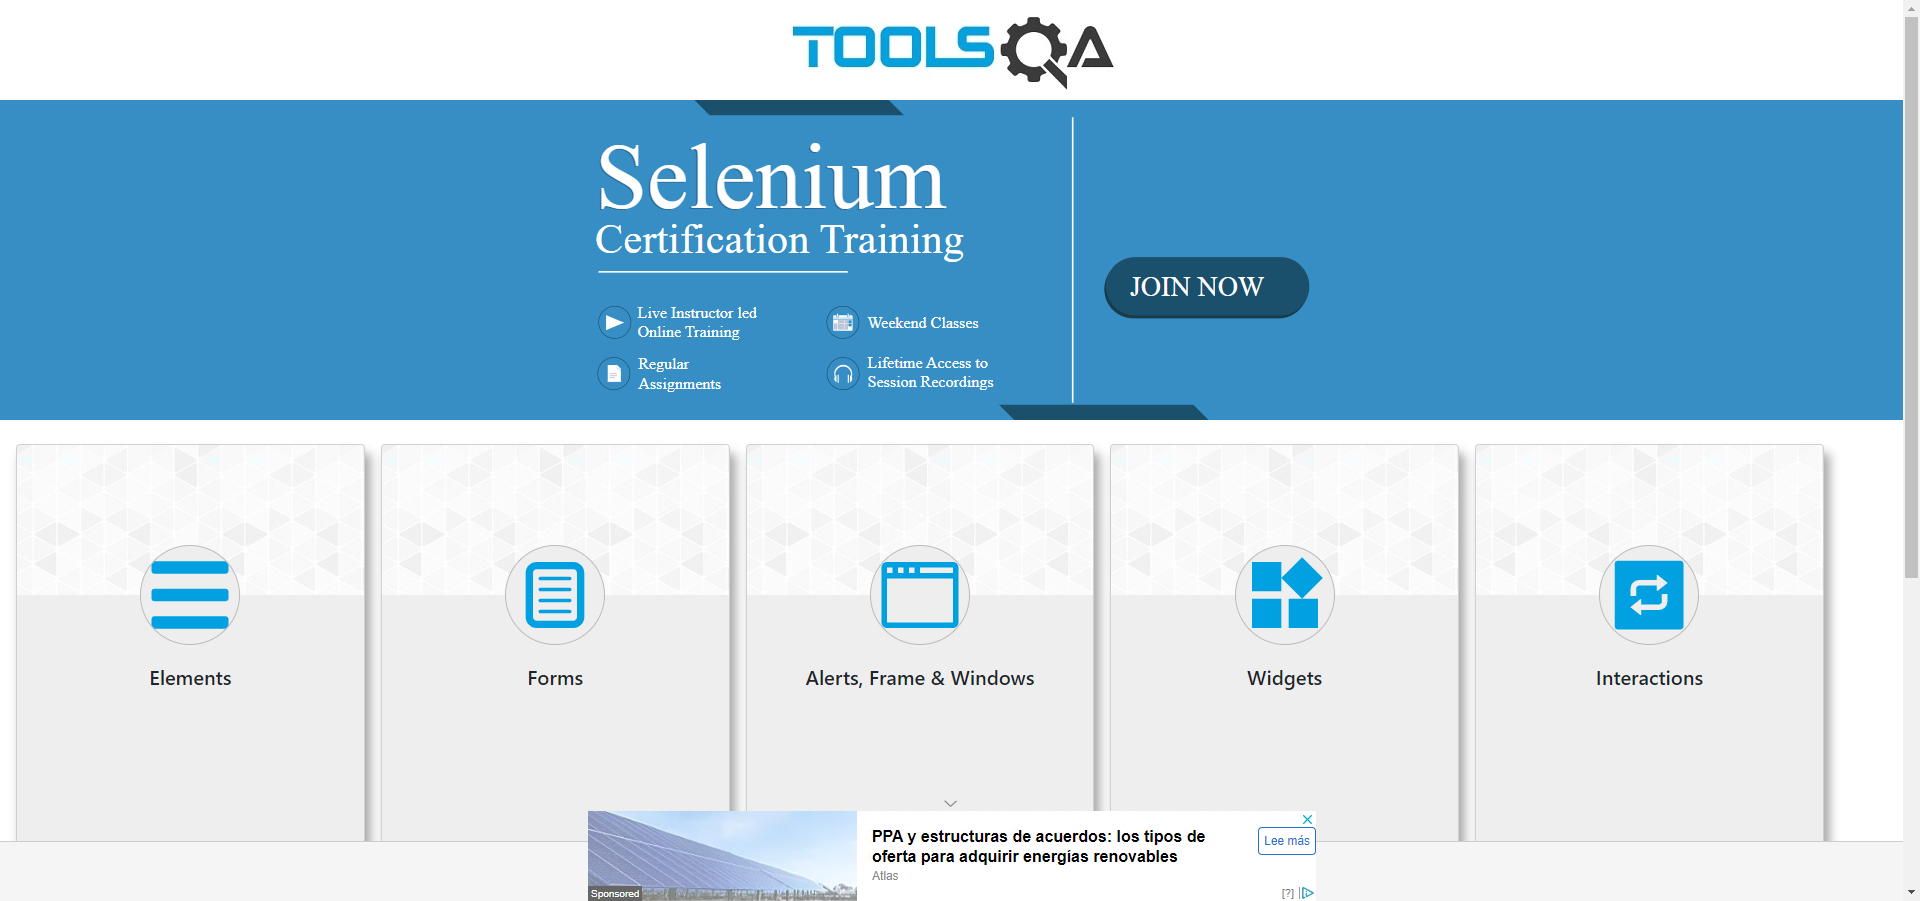 TOOLSQA
Selenium
Certification Training
JOIN NOW
Live Instructor led
Online Training
Weekend Classes
Regular
Assignments
Lifetime Access to
Session Recordings
Elements
Forms
Alerts, Frame & Windows
Widgets
Interactions
PPA y estructuras de acuerdos: los tipos de
oferta para adquirir energías renovables
Atlas
Lee más
Sponsored
[?]